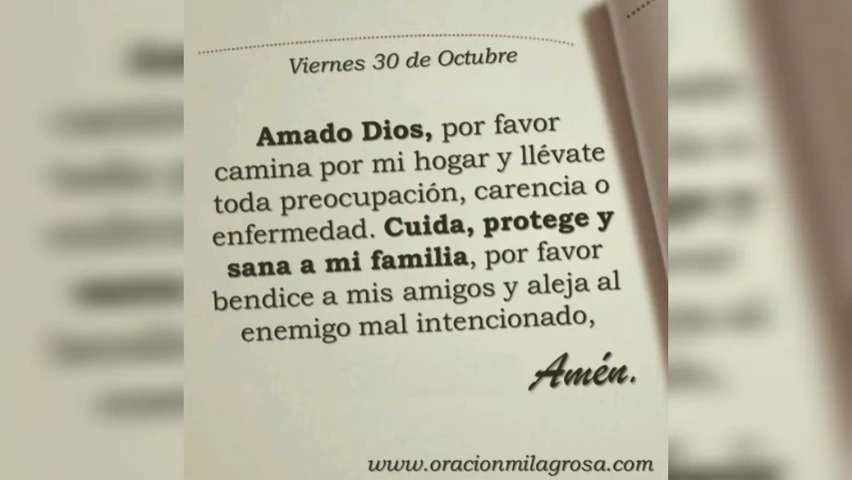 Viernes 30 de Octubre
Amado Dios, por favor
camina por mi hogar y llévate
toda preocupación, carencia o
enfermedad. Cuida, protege y
sana a mi familia, por favor
bendice a mis amigos y aleja al
enemigo mal intencionado,
Amén.
www.oracionmilagrosa.com